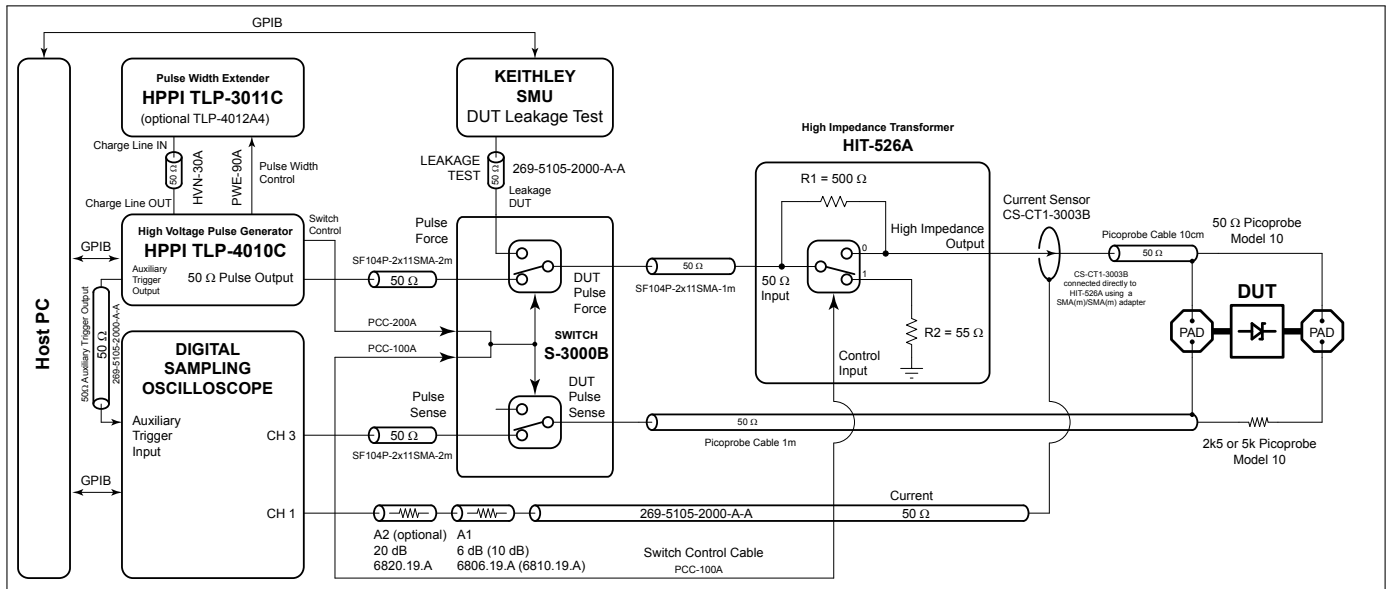 GPIB
Host PC
Pulse Width Extender
HPPI TLP-3011C
(optional TLP-4012A4)
Charge Line IN
50 Ω
HVN-30A
PWE-90A
Pulse Width
Control
Charge Line OUT
KEITHLEY
SMU
DUT Leakage Test
LEAKAGE
TEST
50 Ω
269-5105-2000-A-A
Leakage
DUT
High Voltage Pulse Generator
HPPI TLP-4010C
Auxiliary
Trigger
Output
50 Ω Pulse Output
Switch
Control
GPIB
50Ω Auxiliary Trigger Output
50 Ω
269-5105-2000-A-A
Pulse
Force
SF104P-2x11SMA-2m
50 Ω
DUT
Pulse
Force
PCC-200A
PCC-100A
SWITCH
S-3000B
DUT
Pulse
Sense
DIGITAL
SAMPLING
OSCILLOSCOPE
Auxiliary
Trigger
Input
CH 3
CH 1
GPIB
Pulse
Sense
50 Ω
SF104P-2x11SMA-2m
50 Ω
SF104P-2x11SMA-1m
High Impedance Transformer
HIT-526A
R1 = 500 Ω
High Impedance
Output
0
1
50 Ω
Input
R2 = 55 Ω
Control
Input
Current Sensor
CS-CT1-3003B
Picoprobe Cable 10cm
50 Ω
CS-CT1-3003B
connected directly to
HIT-526A using a
SMA(m)/SMA(m) adapter
50 Ω Picoprobe
Model 10
DUT
PAD
PAD
50 Ω
Picoprobe Cable 1m
2k5 or 5k Picoprobe
Model 10
Current
269-5105-2000-A-A
50 Ω
A2 (optional)
20 dB
6820.19.A
A1
6 dB (10 dB)
6806.19.A (6810.19.A)
Switch Control Cable
PCC-100A